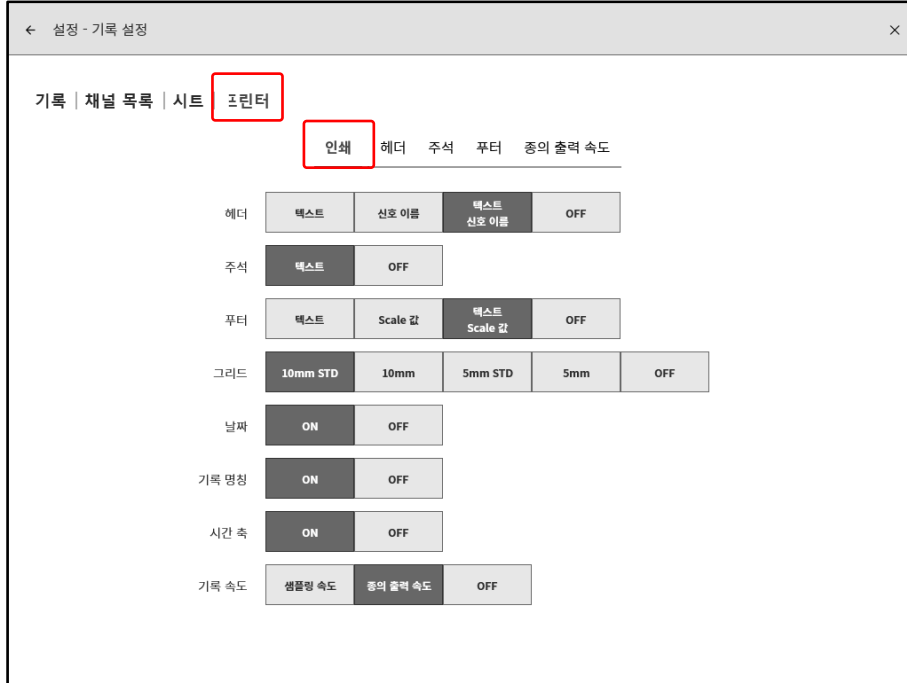 ← 설정 - 기록 설정 ×
기록 | 채널 목록 | 시트 | 프린터
인쇄 헤더 주석 푸터 종의 출력 속도
헤더 텍스트 신호 이름 텍스트 신호 이름 OFF
주석 텍스트 OFF
푸터 텍스트 Scale 값 텍스트 Scale 값 OFF
그리드 10mm STD 10mm 5mm STD 5mm OFF
날짜 ON OFF
기록 명칭 ON OFF
시간 축 ON OFF
기록 속도 샘플링 속도 종의 출력 속도 OFF